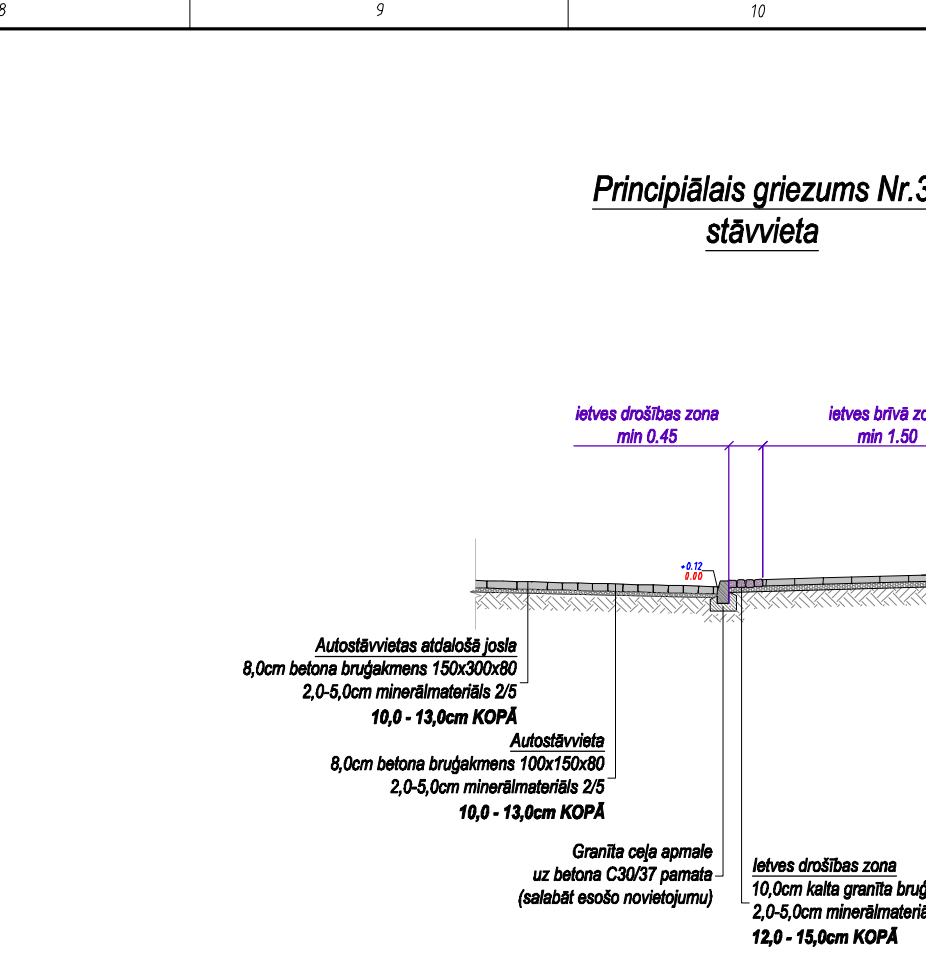 8 9 10
Principiālais griezums Nr.3
stāvvieta
ietves drošības zona
min 0.45
ietves brīvā zo
min 1.50
+0.12
0.00
Autostāvvietas atdalošā josla
8,0cm betona bruģakmens 150x300x80
2,0-5,0cm minerālmateriāls 2/5
10,0 - 13,0cm KOPĀ
Autostāvvieta
8,0cm betona bruģakmens 100x150x80
2,0-5,0cm minerālmateriāls 2/5
10,0 - 13,0cm KOPĀ
Granīta ceļa apmale
uz betona C30/37 pamata
(salabāt esošo novietojumu)
Ietves drošības zona
10,0cm kalta granīta bruģ
2,0-5,0cm minerālmateriā
12,0 - 15,0cm KOPĀ